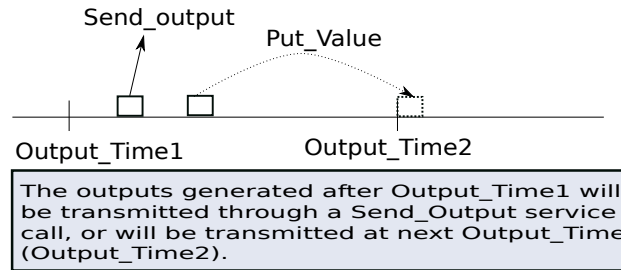 Send_output
Put_Value
Output_Time1
Output_Time2
The outputs generated after Output_Time1 will
be transmitted through a Send_Output service
call, or will be transmitted at next Output_Time
(Output_Time2).